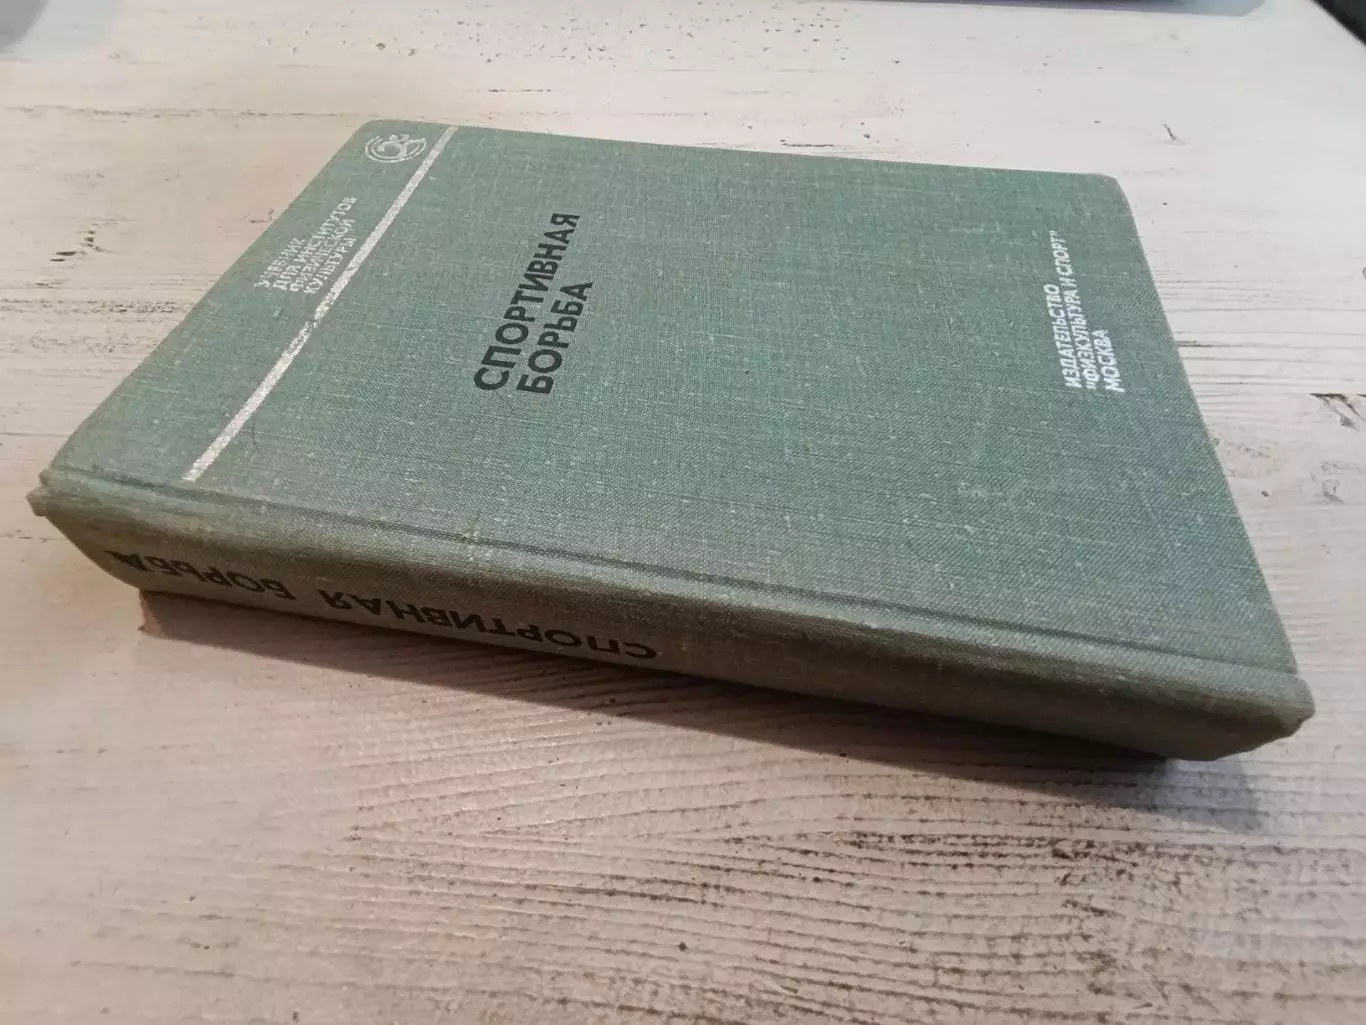 УЧЕБНИК
ДЛЯ ИНСТИТУТОВ
ФИЗИЧЕСКОЙ
КУЛЬТУРЫ
СПОРТИВНАЯ
БОРЬБА
ИЗДАТЕЛЬСТВО
"ФИЗКУЛЬТУРА И СПОРТ"
МОСКВА
СПОРТИВНАЯ БОРЬБА